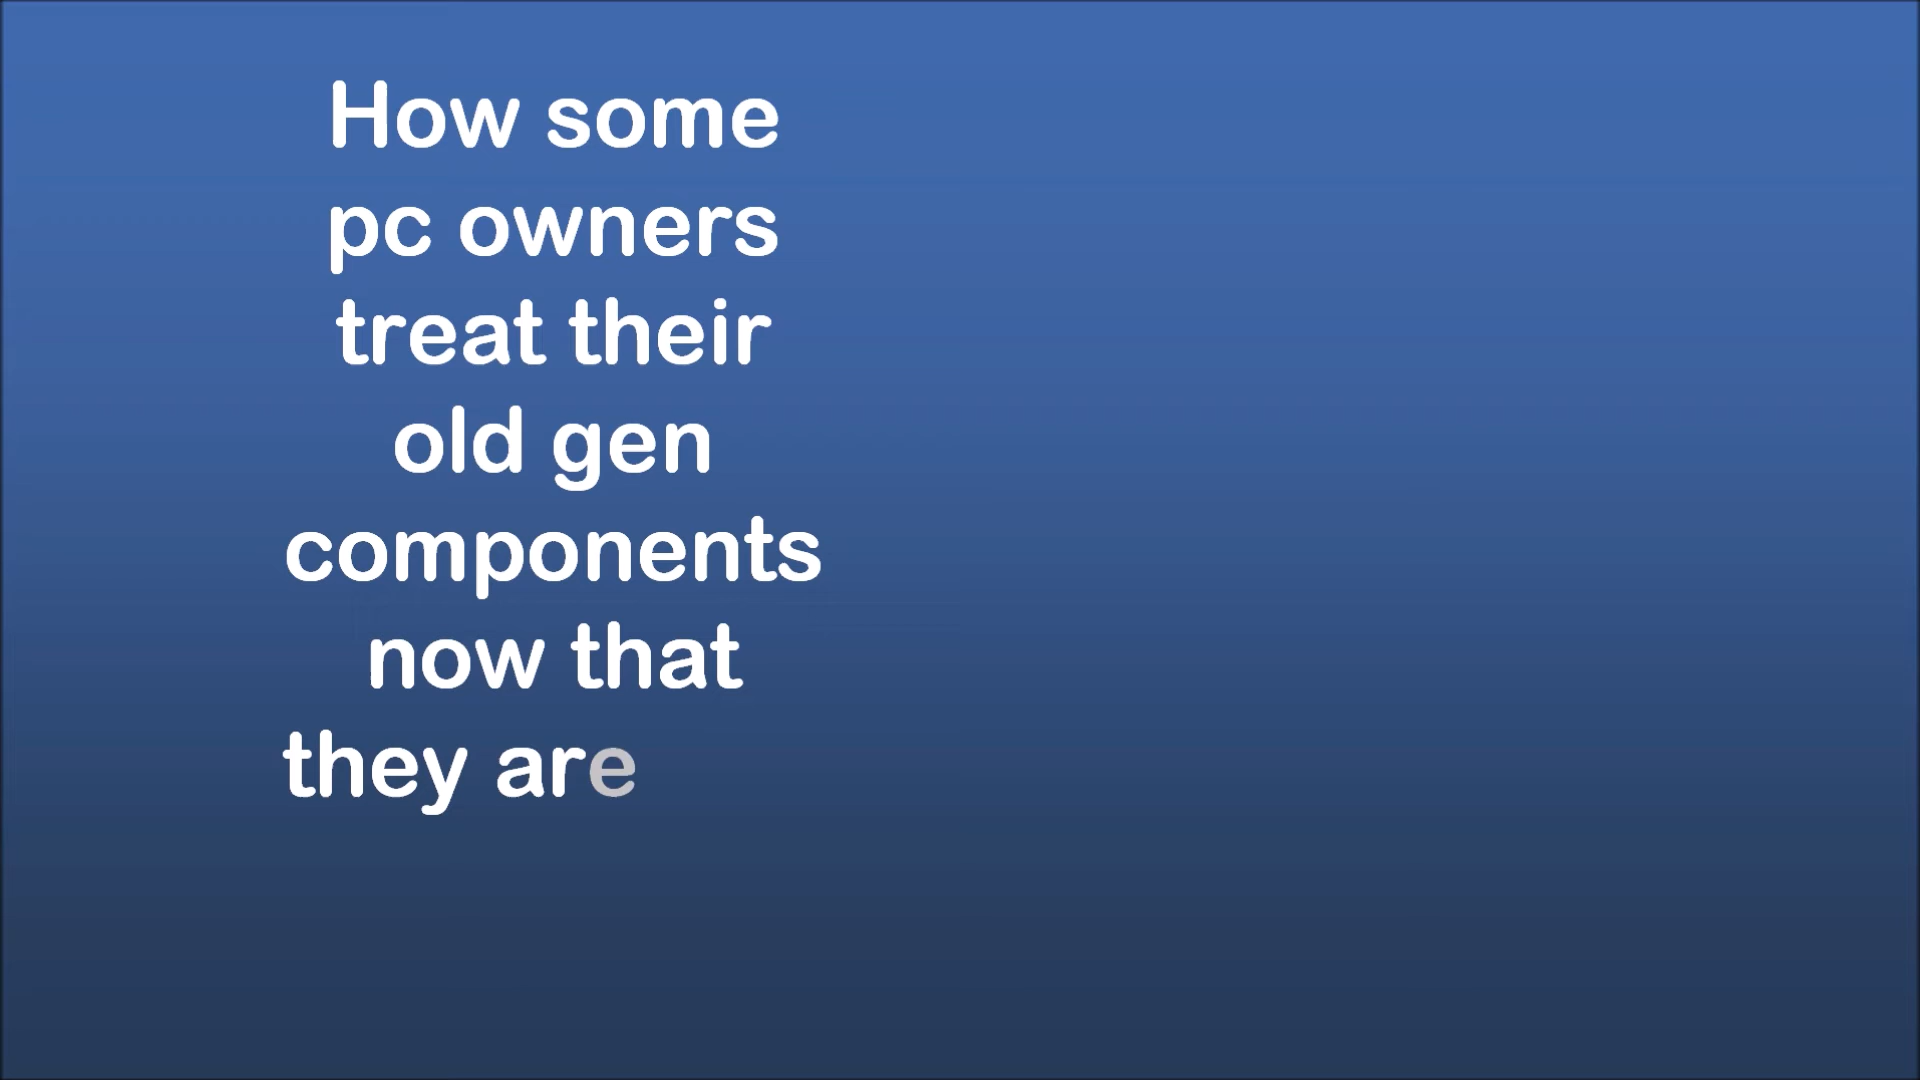 How some
pc owners
treat their
old gen
components
now that
they are